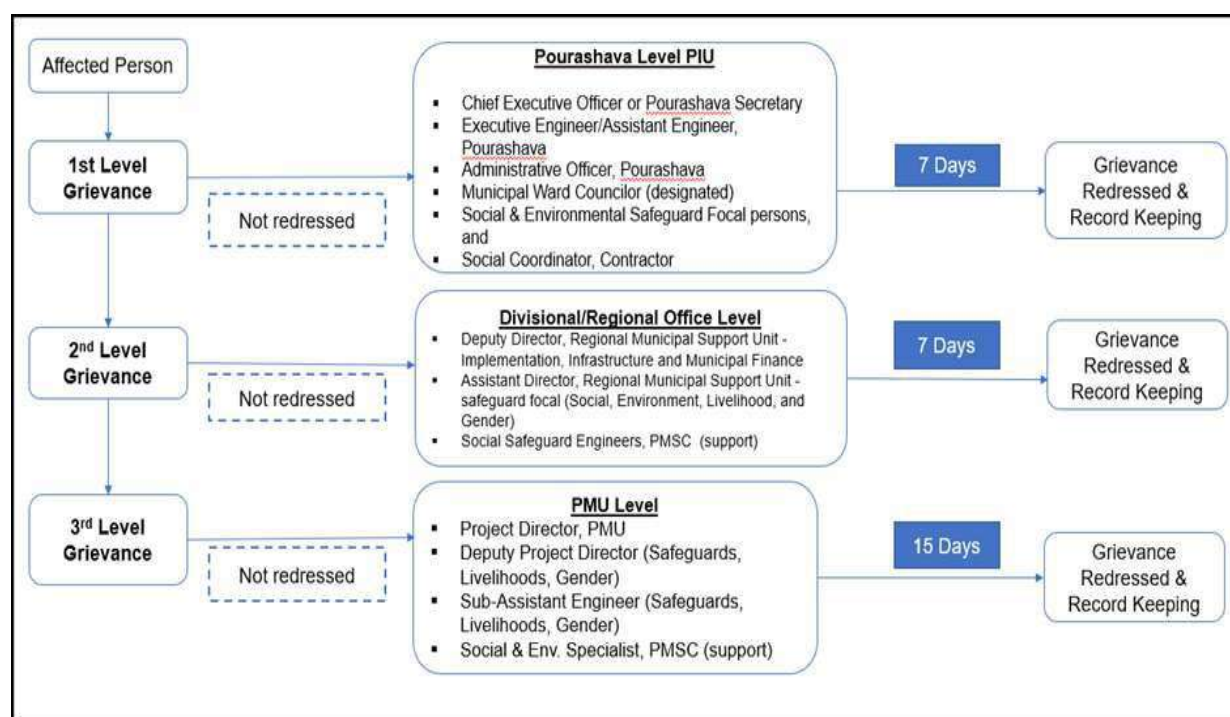 Affected Person
1st Level
Grievance
Not redressed
Pourashava Level PIU
▪ Chief Executive Officer or Pourashava Secretary
▪ Executive Engineer/Assistant Engineer,
Pourashava
▪ Administrative Officer, Pourashava
▪ Municipal Ward Councilor (designated)
▪ Social & Environmental Safeguard Focal persons,
and
▪ Social Coordinator, Contractor
7 Days
Grievance
Redressed &
Record Keeping
2nd Level
Grievance
Not redressed
Divisional/Regional Office Level
▪ Deputy Director, Regional Municipal Support Unit -
Implementation, Infrastructure and Municipal Finance
▪ Assistant Director, Regional Municipal Support Unit -
safeguard focal (Social, Environment, Livelihood, and
Gender)
▪ Social Safeguard Engineers, PMSC (support)
7 Days
Grievance
Redressed &
Record Keeping
3rd Level
Grievance
Not redressed
PMU Level
▪ Project Director, PMU
▪ Deputy Project Director (Safeguards,
Livelihoods, Gender)
▪ Sub-Assistant Engineer (Safeguards,
Livelihoods, Gender)
▪ Social & Env. Specialist, PMSC (support)
15 Days
Grievance
Redressed &
Record Keeping